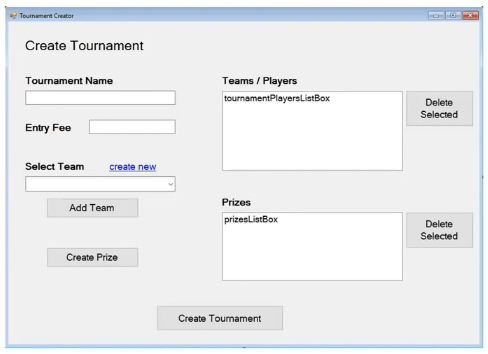 Tournament Creator
Create Tournament
Tournament Name
Entry Fee
Select Team create new
Add Team
Create Prize
Teams / Players
tournamentPlayersListBox
Delete
Selected
Prizes
prizesListBox
Delete
Selected
Create Tournament